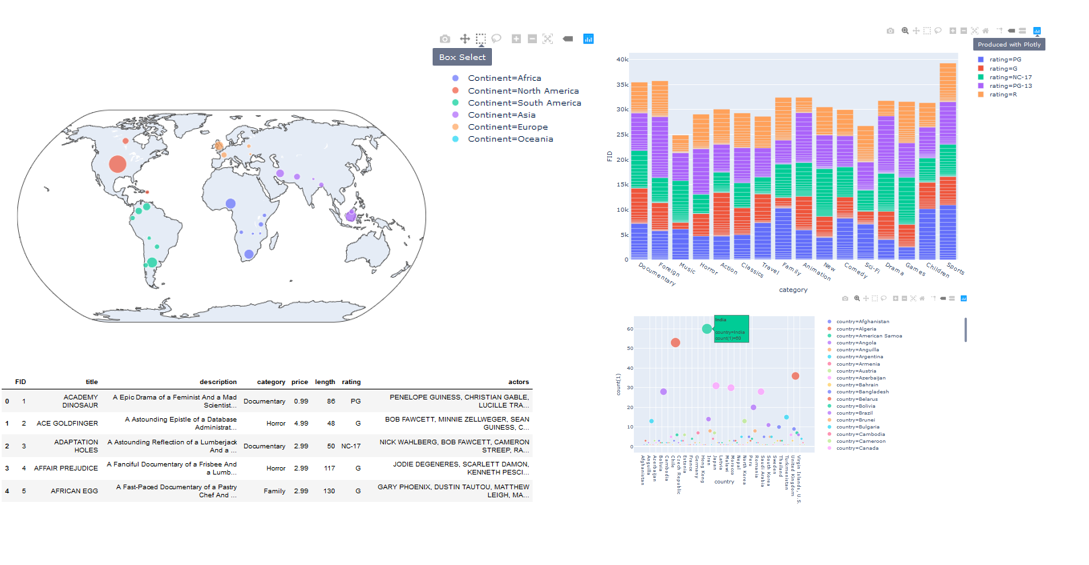 Box Select
Continent=Africa
Continent=North America
Continent=South America
Continent=Asia
Continent=Europe
Continent=Oceania
Produced with Plotly
rating=PG
rating=G
rating=NC-17
rating=PG-13
rating=R
40k
35k
30k
25k
20k
15k
10k
5k
0
FID
Documentary
Foreign
Music
Horror
Action
Classics
Travel
Family
Animation
New
Comedy
Sci-Fi
Drama
Games
Children
Sports
category
India
country=India
60
50
40
30
20
10
0
count(1)
Afghanistan
Anguilla
Azerbaijan
Bolivia
Cambodia
Chile
Czech Republic
Estonia
France
Germany
Hong Kong
Iran
Japan
Latvia
Malawi
Morocco
Nepal
North Korea
Peru
Romania
Saudi Arabia
South Korea
Sweden
Thailand
Turkmenistan
United Kingdom
Virgin Islands, U.S.
country
country=Afghanistan
country=Algeria
country=American Samoa
country=Angola
country=Anguilla
country=Argentina
country=Armenia
country=Austria
country=Azerbaijan
country=Bahrain
country=Bangladesh
country=Belarus
country=Bolivia
country=Brazil
country=Brunei
country=Bulgaria
country=Cambodia
country=Cameroon
country=Canada
FID title description category price length rating actors
0 1 ACADEMY DINOSAUR A Epic Drama of a Feminist And a Mad Scientist... Documentary 0.99 86 PG PENELOPE GUINESS, CHRISTIAN GABLE, LUCILLE TRA...
1 2 ACE GOLDFINGER A Astounding Epistle of a Database Administrat... Horror 4.99 48 G BOB FAWCETT, MINNIE ZELLWEGER, SEAN GUINESS, C...
2 3 ADAPTATION HOLES A Astounding Reflection of a Lumberjack And a... Documentary 2.99 50 NC-17 NICK WAHLBERG, BOB FAWCETT, CAMERON STREEP, RA...
3 4 AFFAIR PREJUDICE A Fanciful Documentary of a Frisbee And a Lumb... Horror 2.99 117 G JODIE DEGENERES, SCARLETT DAMON, KENNETH PESCI...
4 5 AFRICAN EGG A Fast-Paced Documentary of a Pastry Chef And ... Family 2.99 130 G GARY PHOENIX, DUSTIN TAUTOU, MATTHEW LEIGH, MA...